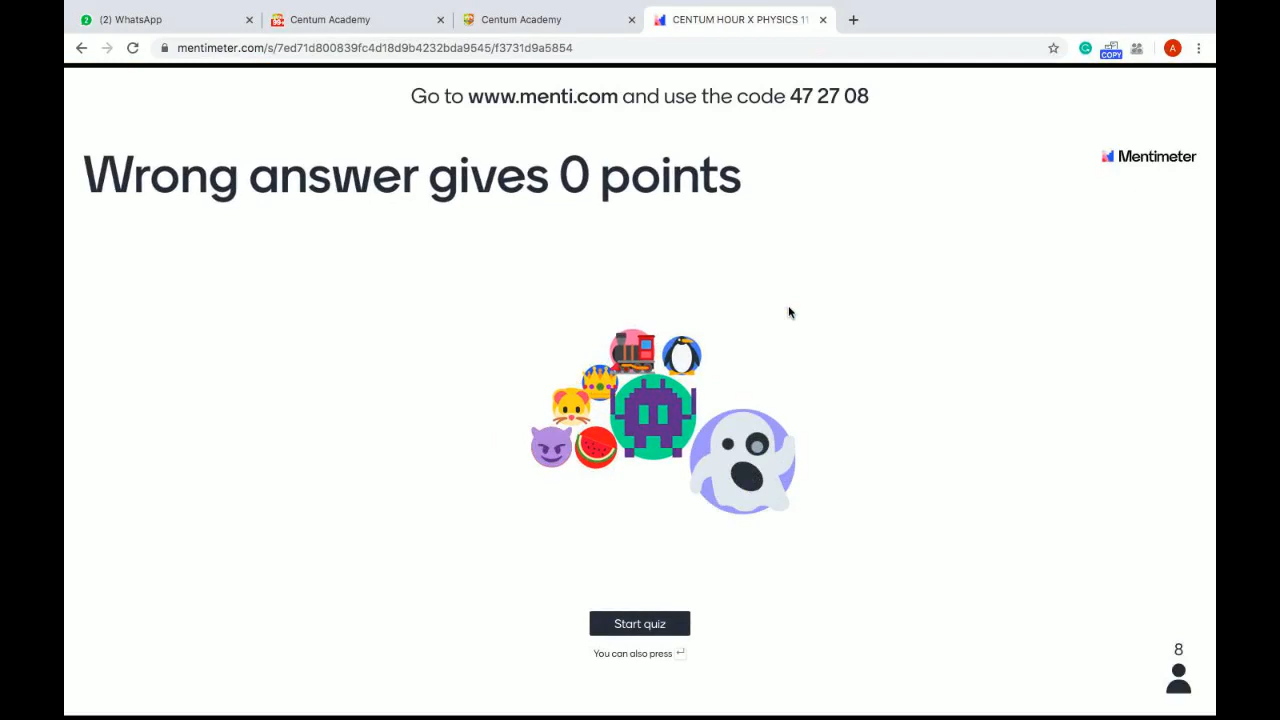 (2) WhatsApp
Centum Academy
Centum Academy
CENTUM HOUR X PHYSICS 11
mentimeter.com/s/7ed71d800839fc4d18d9b4232bda9545/f3731d9a5854
COPY
A
Go to www.menti.com and use the code 47 27 08
Wrong answer gives 0 points
Mentimeter
Start quiz
You can also press
8